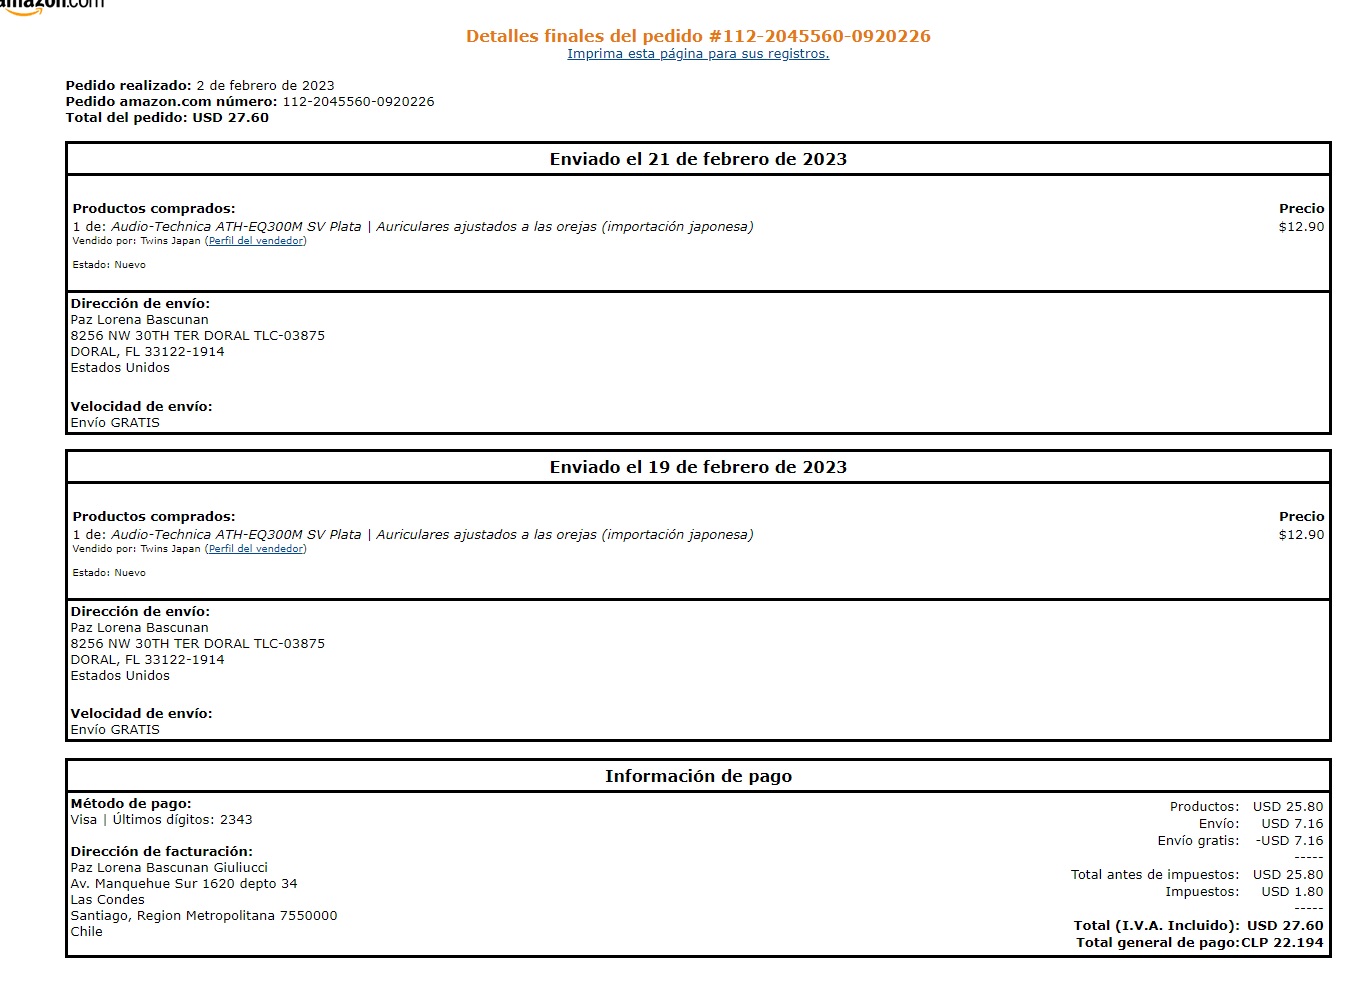 amazon.com
Detalles finales del pedido #112-2045560-0920226
Imprima esta página para sus registros.
Pedido realizado: 2 de febrero de 2023
Pedido amazon.com número: 112-2045560-0920226
Total del pedido: USD 27.60
Enviado el 21 de febrero de 2023
Productos comprados: Precio
1 de: Audio-Technica ATH-EQ300M SV Plata | Auriculares ajustados a las orejas (importación japonesa) $12.90
Vendido por: Twins Japan (Perfil del vendedor)
Estado: Nuevo
Dirección de envío:
Paz Lorena Bascunan
8256 NW 30TH TER DORAL TLC-03875
DORAL, FL 33122-1914
Estados Unidos
Velocidad de envío:
Envío GRATIS
Enviado el 19 de febrero de 2023
Productos comprados: Precio
1 de: Audio-Technica ATH-EQ300M SV Plata | Auriculares ajustados a las orejas (importación japonesa) $12.90
Vendido por: Twins Japan (Perfil del vendedor)
Estado: Nuevo
Dirección de envío:
Paz Lorena Bascunan
8256 NW 30TH TER DORAL TLC-03875
DORAL, FL 33122-1914
Estados Unidos
Velocidad de envío:
Envío GRATIS
Información de pago
Método de pago:
Visa | Últimos dígitos: 2343
Dirección de facturación:
Paz Lorena Bascunan Giuliucci
Av. Manquehue Sur 1620 depto 34
Las Condes
Santiago, Region Metropolitana 7550000
Chile
Productos: USD 25.80
Envío: USD 7.16
Envío gratis: -USD 7.16
-----
Total antes de impuestos: USD 25.80
Impuestos: USD 1.80
-----
Total (I.V.A. Incluido): USD 27.60
Total general de pago: CLP 22.194